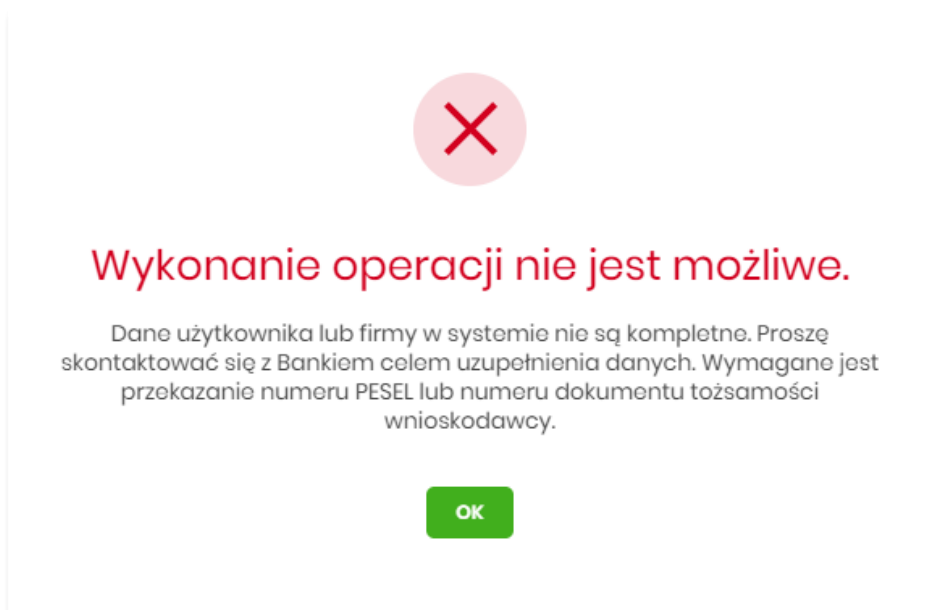 Wykonanie operacji nie jest możliwe.
Dane użytkownika lub firmy w systemie nie są kompletne. Proszę
skontaktować się z Bankiem celem uzupełnienia danych. Wymagane jest
przekazanie numeru PESEL lub numeru dokumentu tożsamości
wnioskodawcy.
OK